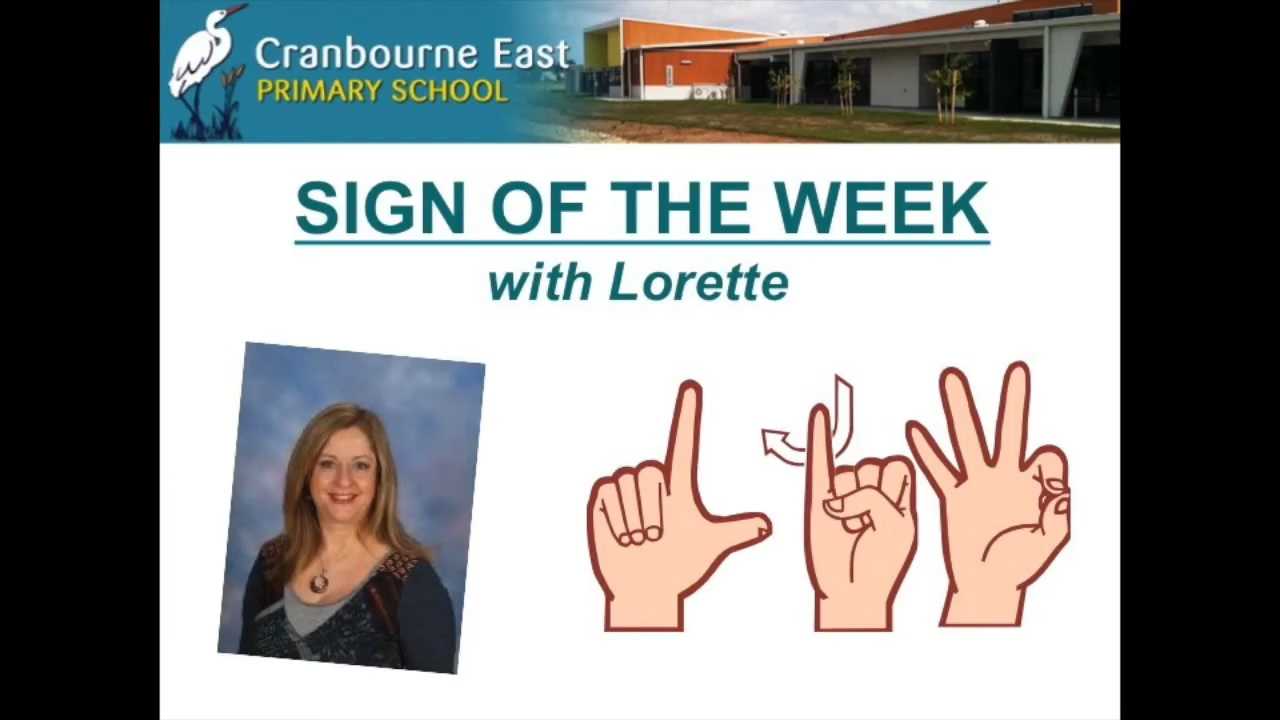 Cranbourne East
PRIMARY SCHOOL
SIGN OF THE WEEK
with Lorette